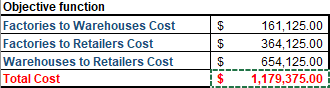 Objective function
Factories to Warehouses Cost $ 161,125.00
Factories to Retailers Cost $ 364,125.00
Warehouses to Retailers Cost $ 654,125.00
Total Cost $ 1,179,375.00